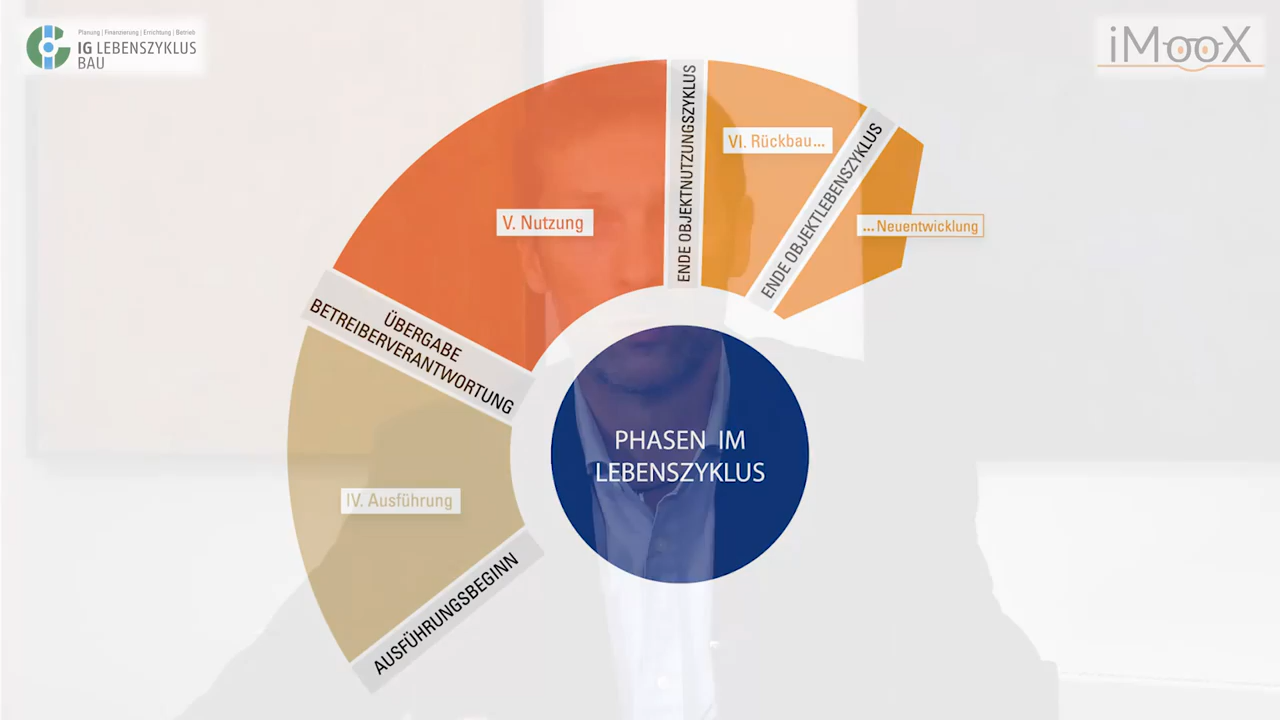 Planung | Finanzierung | Errichtung | Betrieb
IG LEBENSZYKLUS
BAU
iMooX
ENDE OBJEKTNUTZUNGSZYKLUS
VI. Rückbau...
ENDE OBJEKTLEBENSZYKLUS
... Neuentwicklung
V. Nutzung
ÜBERGABE
BETREIBERVERANTWORTUNG
PHASEN IM
LEBENSZYKLUS
IV. Ausführung
AUSFÜHRUNGSBEGINN